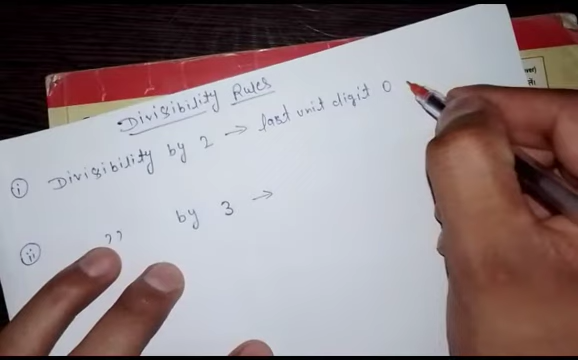 Divisibility Rules
(i) Divisibility by 2 → last unit digit 0
(ii) ,, by 3 →